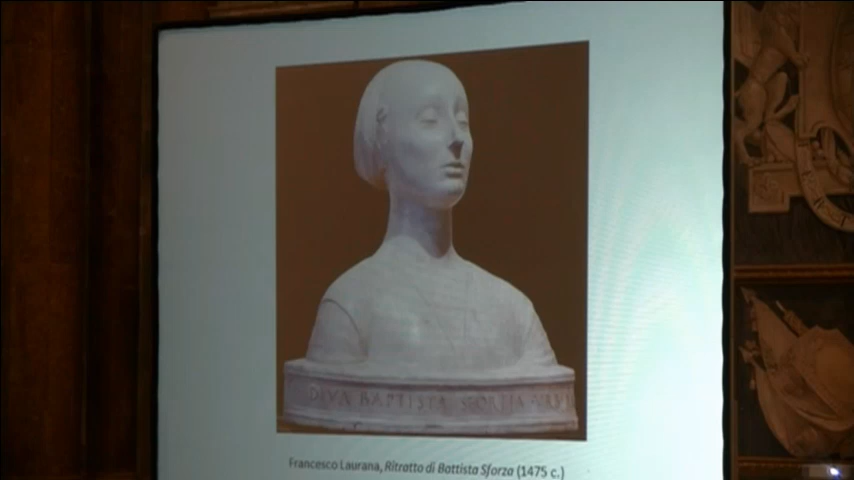 DIVA BAPTISTA SFORTIA
Francesco Laurana, Ritratto di Battista Sforza (1475 c.)